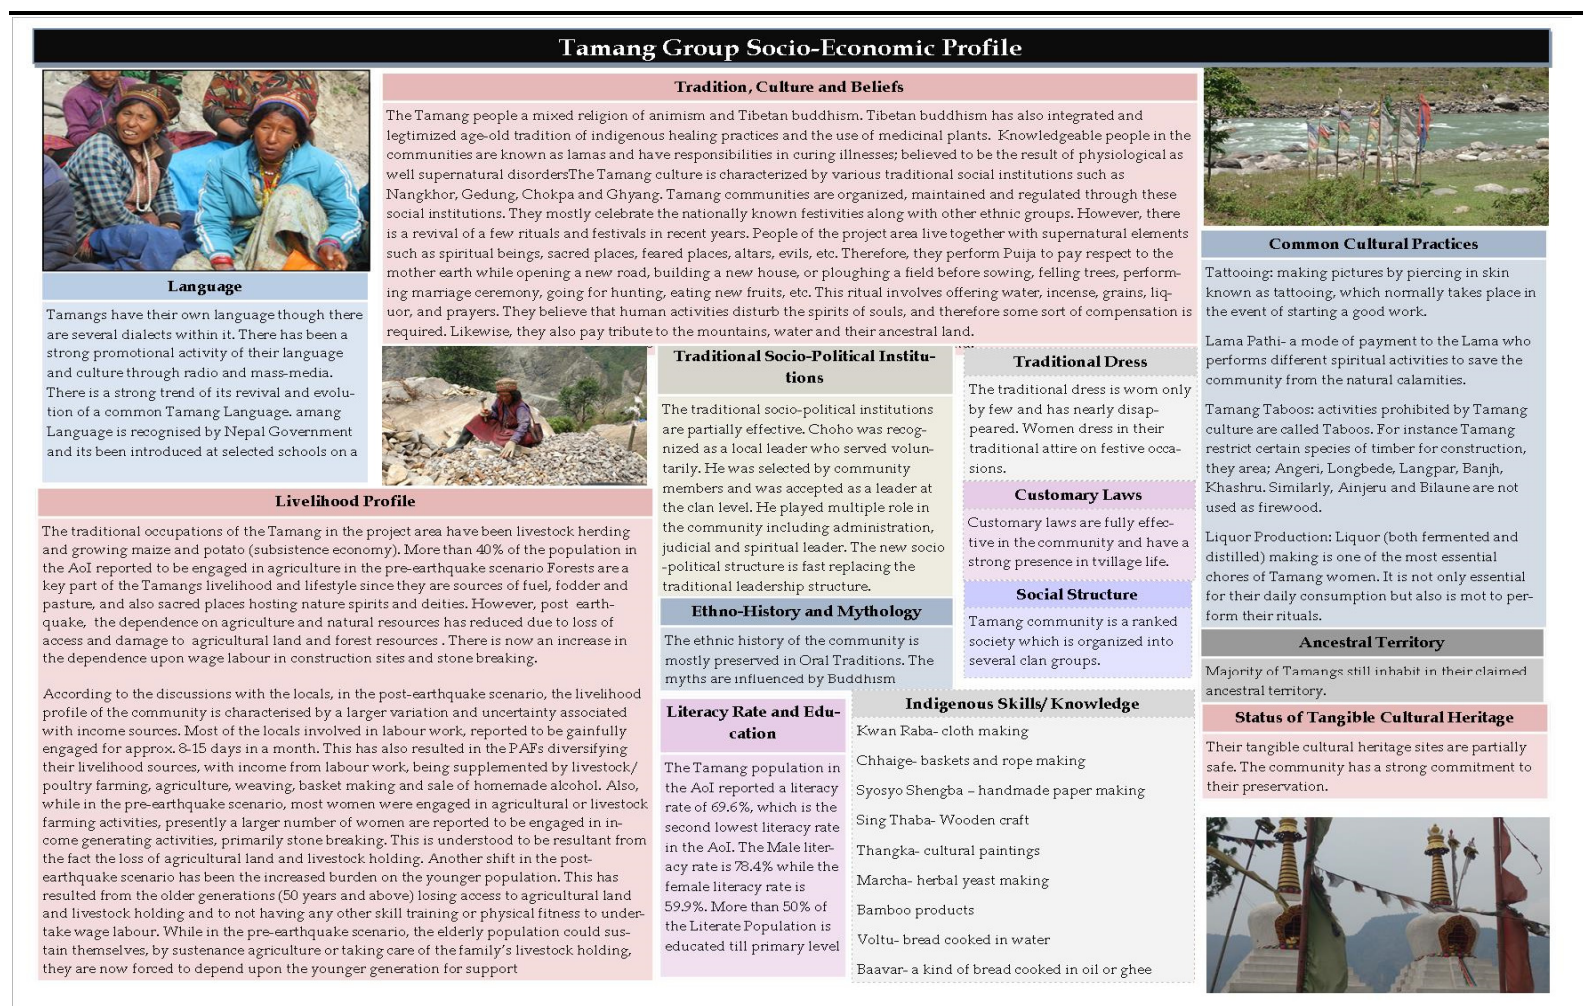 Tamang Group Socio-Economic Profile
Tradition, Culture and Beliefs
The Tamang people a mixed religion of animism and Tibetan buddhism. Tibetan buddhism has also integrated and
legtimized age-old tradition of indigenous healing practices and the use of medicinal plants. Knowledgeable people in the
communities are known as lamas and have responsibilities in curing illnesses; believed to be the result of physiological as
well supernatural disordersThe Tamang culture is characterized by various traditional social institutions such as
Nangkhor, Gedung, Chokpa and Ghyang. Tamang communities are organized, maintained and regulated through these
social institutions. They mostly celebrate the nationally known festivities along with other ethnic groups. However, there
is a revival of a few rituals and festivals in recent years. People of the project area live together with supernatural elements
such as spiritual beings, sacred places, feared places, altars, evils, etc. Therefore, they perform Puija to pay respect to the
mother earth while opening a new road, building a new house, or ploughing a field before sowing, felling trees, perform-
ing marriage ceremony, going for hunting, eating new fruits, etc. This ritual involves offering water, incense, grains, liq-
uor, and prayers. They believe that human activities disturb the spirits of souls, and therefore some sort of compensation is
required. Likewise, they also pay tribute to the mountains, water and their ancestral land.
Language
Tamangs have their own language though there
are several dialects within it. There has been a
strong promotional activity of their language
and culture through radio and mass-media.
There is a strong trend of its revival and evolu-
tion of a common Tamang Language. amang
Language is recognised by Nepal Government
and its been introduced at selected schools on a
Livelihood Profile
The traditional occupations of the Tamang in the project area have been livestock herding
and growing maize and potato (subsistence economy). More than 40% of the population in
the AoI reported to be engaged in agriculture in the pre-earthquake scenario Forests are a
key part of the Tamangs livelihood and lifestyle since they are sources of fuel, fodder and
pasture, and also sacred places hosting nature spirits and deities. However, post earth-
quake, the dependence on agriculture and natural resources has reduced due to loss of
access and damage to agricultural land and forest resources . There is now an increase in
the dependence upon wage labour in construction sites and stone breaking.
According to the discussions with the locals, in the post-earthquake scenario, the livelihood
profile of the community is characterised by a larger variation and uncertainty associated
with income sources. Most of the locals involved in labour work, reported to be gainfully
engaged for approx. 8-15 days in a month. This has also resulted in the PAFs diversifying
their livelihood sources, with income from labour work, being supplemented by livestock/
poultry farming, agriculture, weaving, basket making and sale of homemade alcohol. Also,
while in the pre-earthquake scenario, most women were engaged in agricultural or livestock
farming activities, presently a larger number of women are reported to be engaged in in-
come generating activities, primarily stone breaking. This is understood to be resultant from
the fact the loss of agricultural land and livestock holding. Another shift in the post-
earthquake scenario has been the increased burden on the younger population. This has
resulted from the older generations (50 years and above) losing access to agricultural land
and livestock holding and to not having any other skill training or physical fitness to under-
take wage labour. While in the pre-earthquake scenario, the elderly population could sus-
tain themselves, by sustenance agriculture or taking care of the family's livestock holding,
they are now forced to depend upon the younger generation for support
Traditional Socio-Political Institu-
tions
The traditional socio-political institutions
are partially effective. Choho was recog-
nized as a local leader who served volun-
tarily. He was selected by community
members and was accepted as a leader at
the clan level. He played multiple role in
the community including administration,
judicial and spiritual leader. The new socio
-political structure is fast replacing the
traditional leadership structure.
Ethno-History and Mythology
The ethnic history of the community is
mostly preserved in Oral Traditions. The
myths are influenced by Buddhism
Literacy Rate and Edu-
cation
The Tamang population in
the AoI reported a literacy
rate of 69.6%, which is the
second lowest literacy rate
in the AoI. The Male liter-
acy rate is 78.4% while the
female literacy rate is
59.9%. More than 50% of
the Literate Population is
educated till primary level
Traditional Dress
The traditional dress is worn only
by few and has nearly disap-
peared. Women dress in their
traditional attire on festive occa-
sions.
Customary Laws
Customary laws are fully effec-
tive in the community and have a
strong presence in tvillage life.
Social Structure
Tamang community is a ranked
society which is organized into
several clan groups.
Indigenous Skills/ Knowledge
Kwan Raba- cloth making
Chhaige- baskets and rope making
Syosyo Shengba – handmade paper making
Sing Thaba- Wooden craft
Thangka- cultural paintings
Marcha- herbal yeast making
Bamboo products
Voltu- bread cooked in water
Baavar- a kind of bread cooked in oil or ghee
Common Cultural Practices
Tattooing: making pictures by piercing in skin
known as tattooing, which normally takes place in
the event of starting a good work.
Lama Pathi- a mode of payment to the Lama who
performs different spiritual activities to save the
community from the natural calamities.
Tamang Taboos: activities prohibited by Tamang
culture are called Taboos. For instance Tamang
restrict certain species of timber for construction,
they area; Angeri, Longbede, Langpar, Banjh,
Khashru. Similarly, Ainjeru and Bilaune are not
used as firewood.
Liquor Production: Liquor (both fermented and
distilled) making is one of the most essential
chores of Tamang women. It is not only essential
for their daily consumption but also is mot to per-
form their rituals.
Ancestral Territory
Majority of Tamangs still inhabit in their claimed
ancestral territory.
Status of Tangible Cultural Heritage
Their tangible cultural heritage sites are partially
safe. The community has a strong commitment to
their preservation.